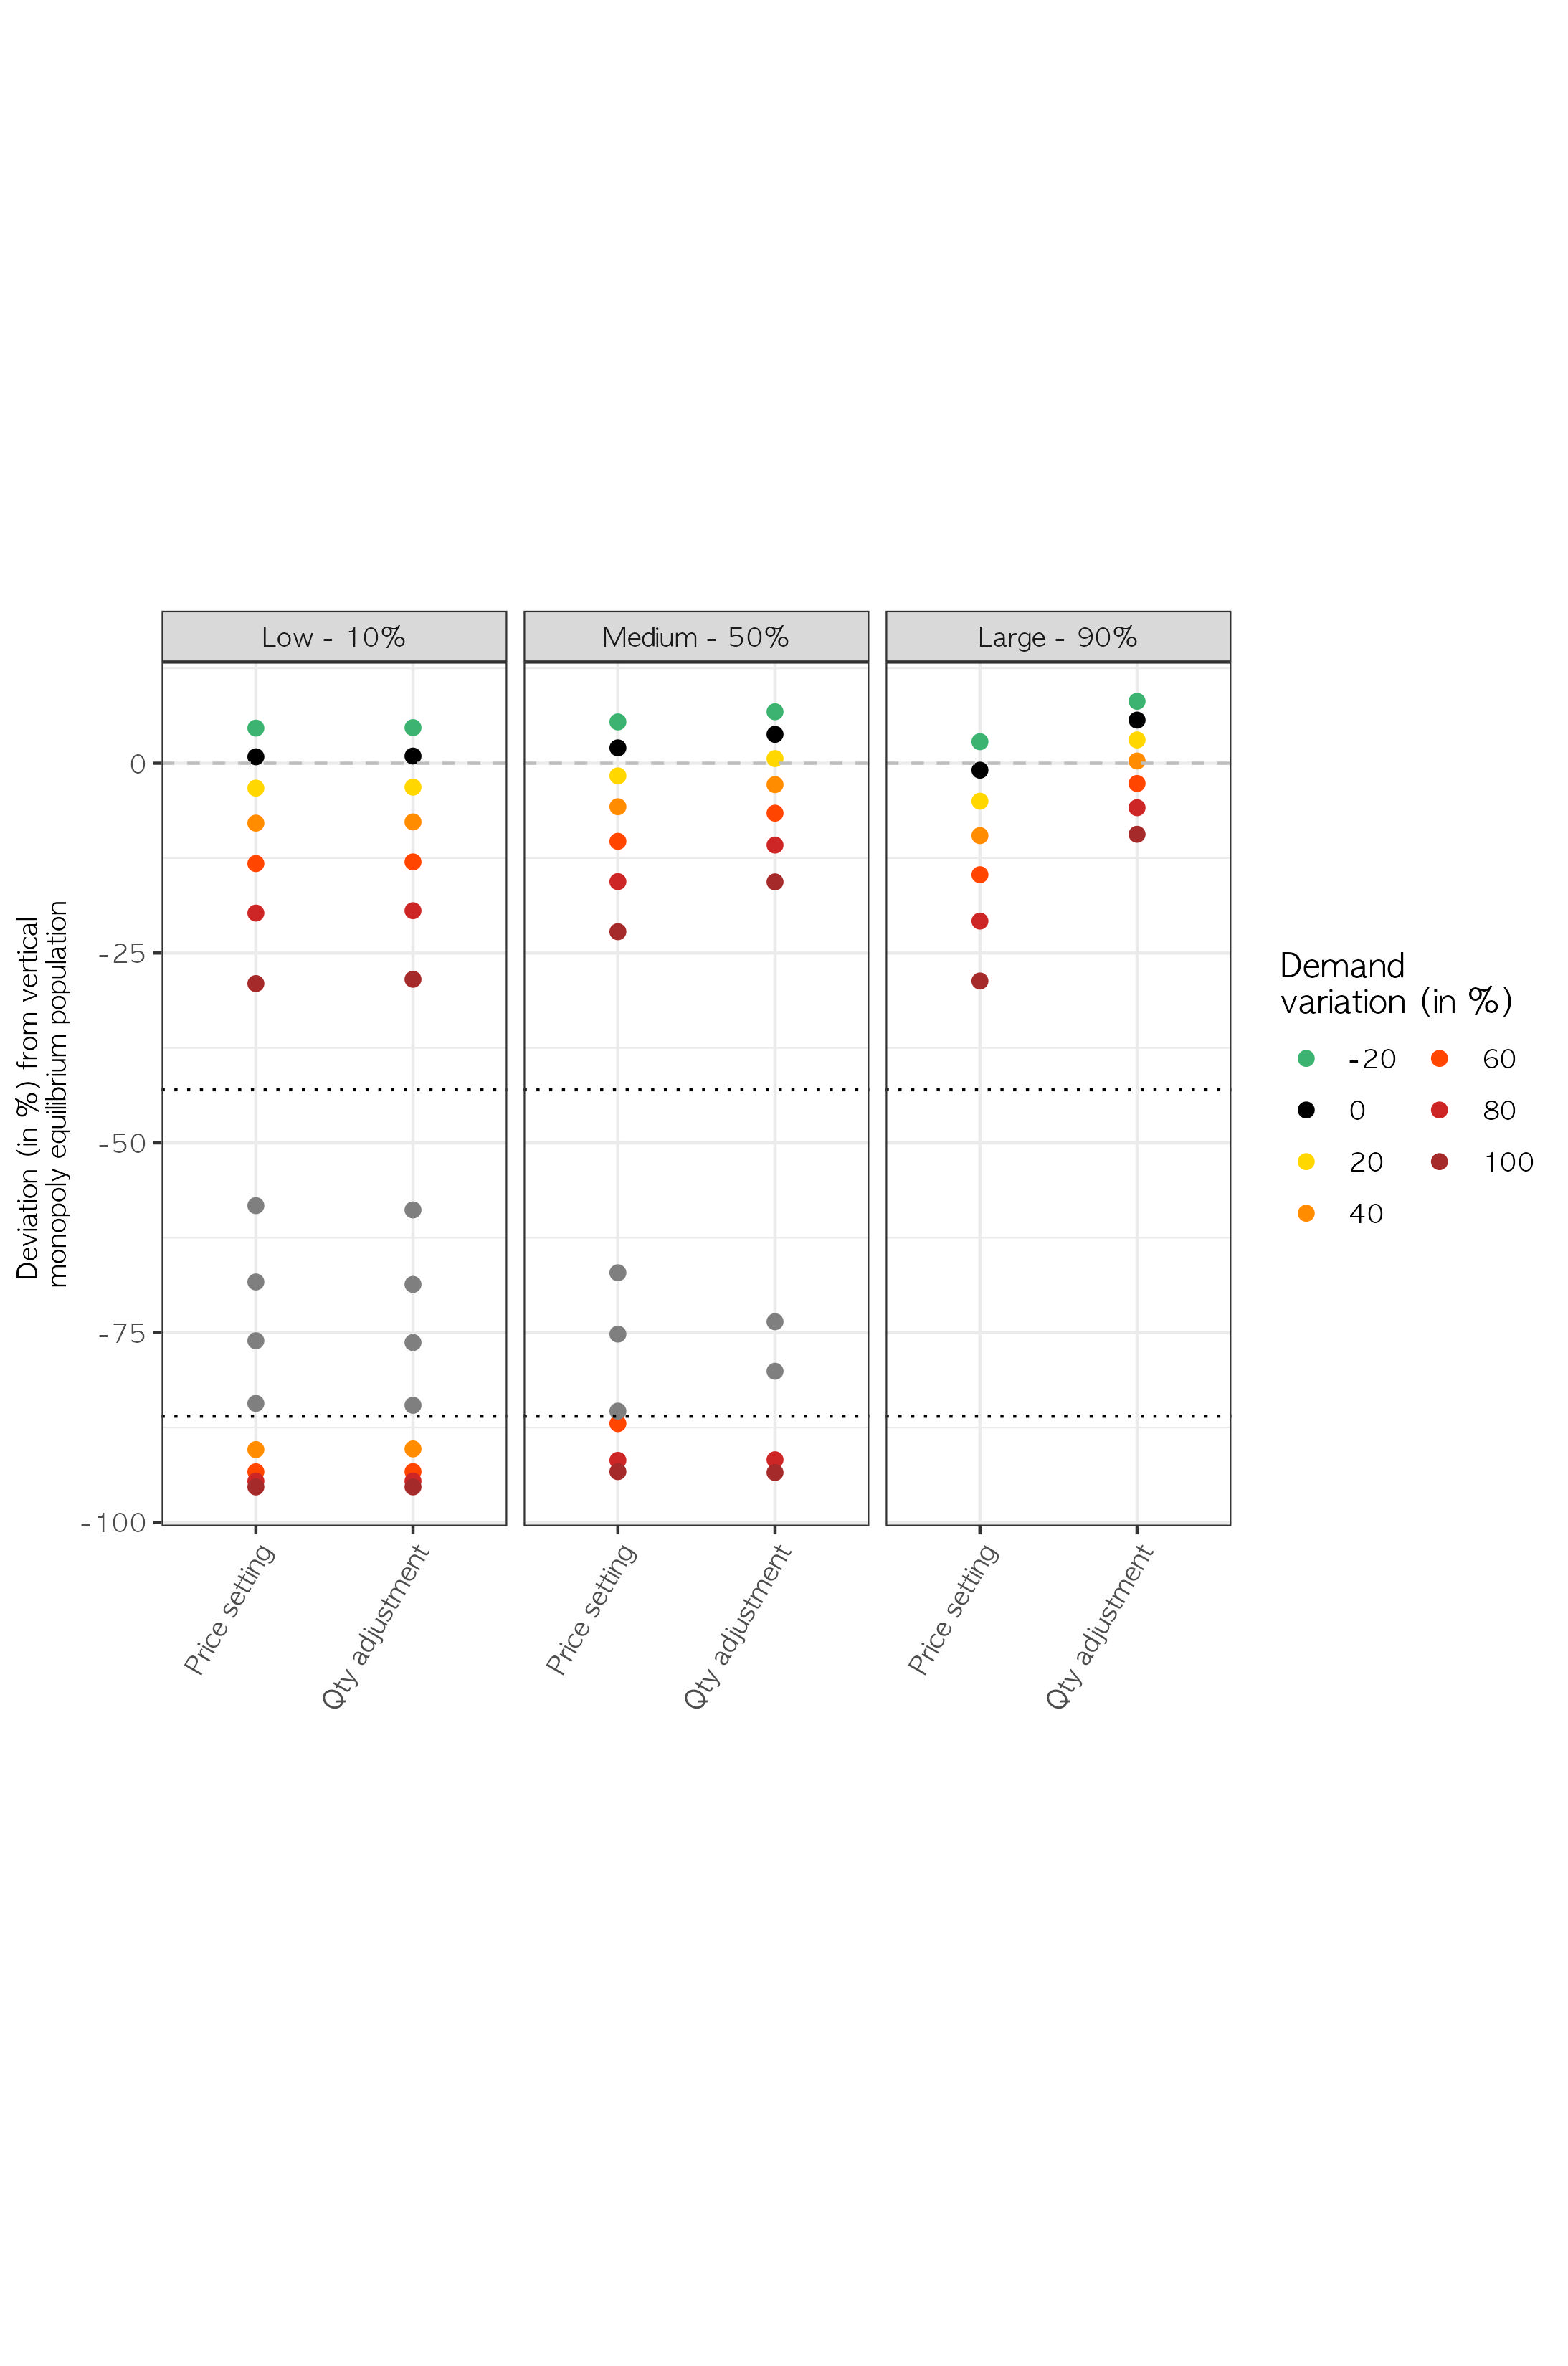 Low - 10%
Medium - 50%
Large - 90%
Deviation (in %) from vertical
monopoly equilibrium population
0
-25
-50
-75
-100
Price setting
Qty adjustment
Price setting
Qty adjustment
Price setting
Qty adjustment
Demand
variation (in %)
-20
0
20
40
60
80
100